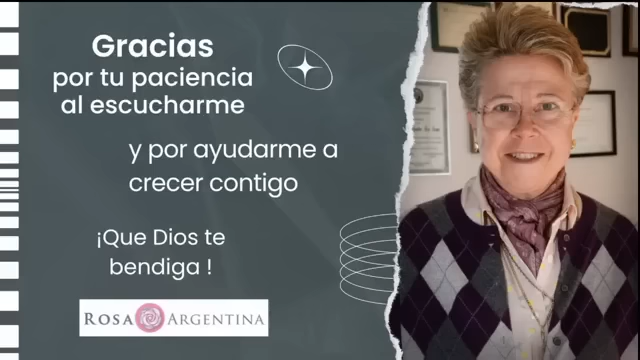 Gracias
por tu paciencia
al escucharme
y por ayudarme a
crecer contigo
¡Que Dios te
bendiga !
ROSA ARGENTINA